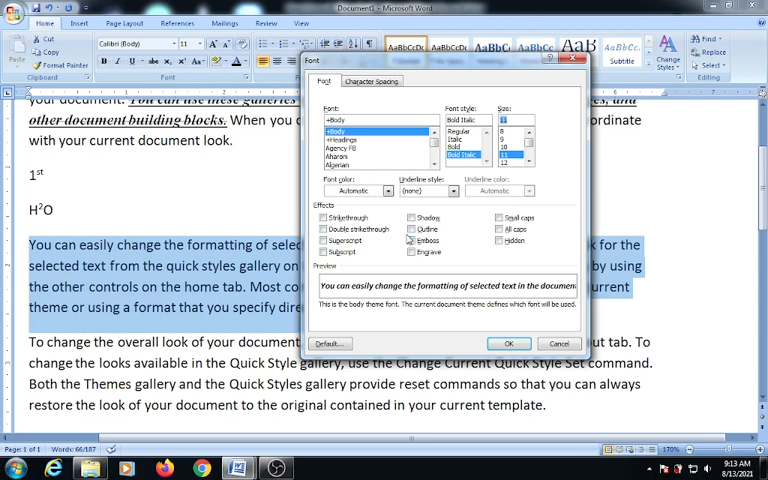 Document1 - Microsoft Word
Home Insert Page Layout References Mailings Review View
Cut
Copy
Format Painter
Paste
Clipboard
Calibri (Body) 11
Font
AaBbCcDc AaBbCcDc AaBbC AaBbCc AaB AaBbCc.
Subtitle
Change
Styles
Find
Replace
Select
Editing
your document. You can use these galleries
other document building blocks. When you
with your current document look.
1st
H2O
You can easily change the formatting of selec
selected text from the quick styles gallery on
the other controls on the home tab. Most co
theme or using a format that you specify dire
, and
ordinate
k for the
by using
urrent
To change the overall look of your document
ut tab. To
change the looks available in the Quick Style gallery, use the Change Current Quick Style Set command.
Both the Themes gallery and the Quick Styles gallery provide reset commands so that you can always
restore the look of your document to the original contained in your current template.
Font
Font Character Spacing
Font: Font style: Size:
+Body Bold Italic 11
+Body Regular 8
+Headings Italic 9
Agency FB Bold 10
Aharoni Bold Italic 11
Algerian 12
Font color: Underline style: Underline color:
Automatic (none) Automatic
Effects
Strikethrough Shadow Small caps
Double strikethrough Outline All caps
Superscript Emboss Hidden
Subscript Engrave
Preview
You can easily change the formatting of selected text in the documen
This is the body theme font. The current document theme defines which font will be used.
Default... OK Cancel
Page: 1 of 1 Words: 66/187 170%
9:13 AM
8/13/2021